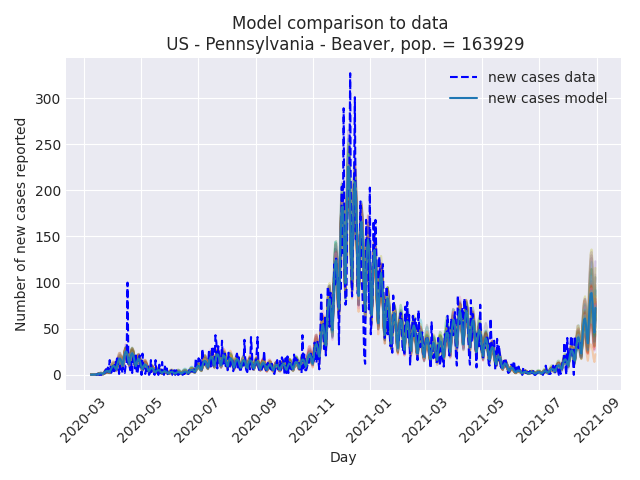 Model comparison to data
US - Pennsylvania - Beaver, pop. = 163929
new cases data
new cases model
Number of new cases reported
300
250
200
150
100
50
0
2020-03
2020-05
2020-07
2020-09
2020-11
2021-01
2021-03
2021-05
2021-07
2021-09
Day